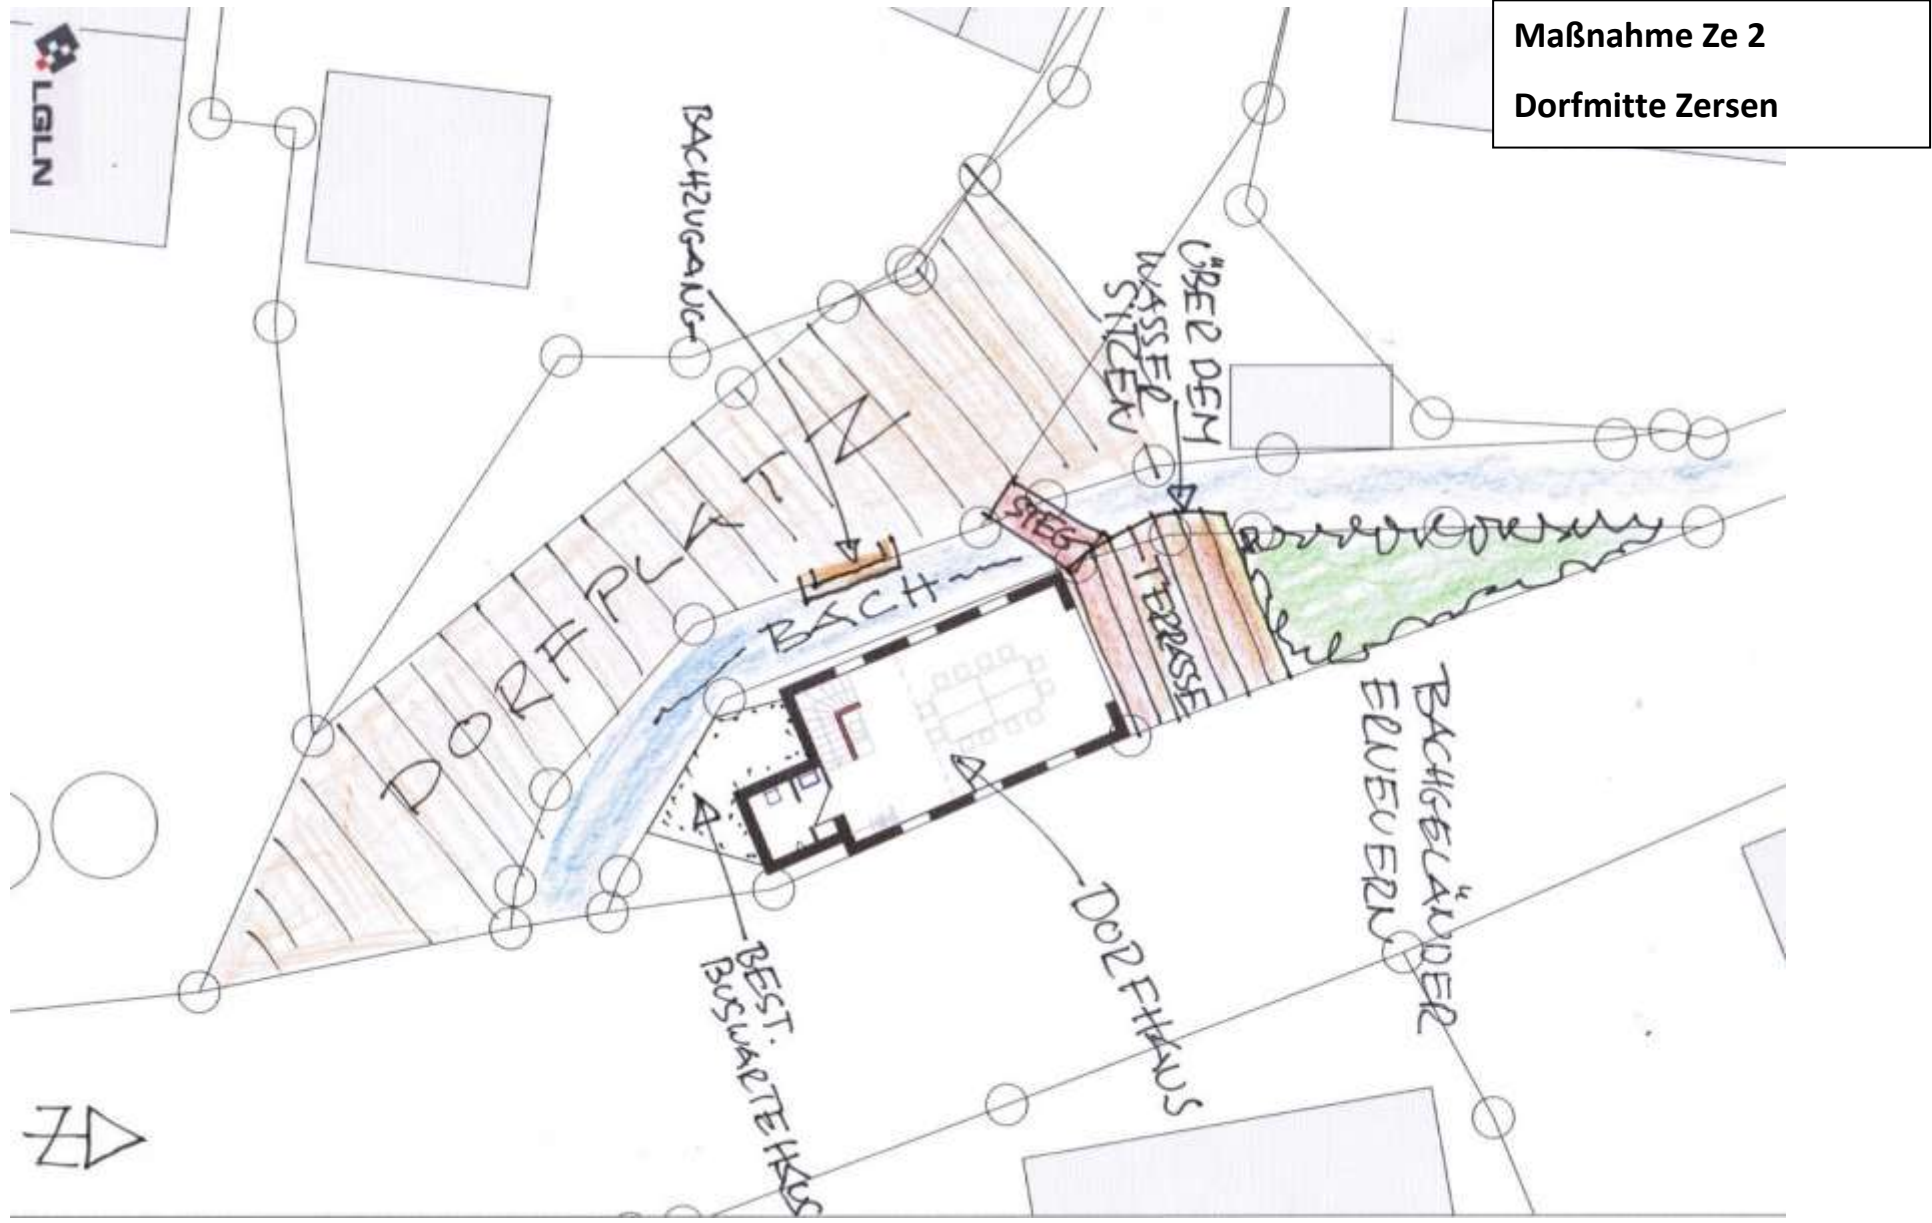 Maßnahme Ze 2
Dorfmitte Zersen
LGLN
BACHZUGANG
ÜBER DEM
WASSER
SITZEN
DORFPLATZ
STEG
BACH
TERRASSE
BACHGELÄNDER
ERNEUERN
DORFHAUS
BEST.
BUSWARTEHAUS
N